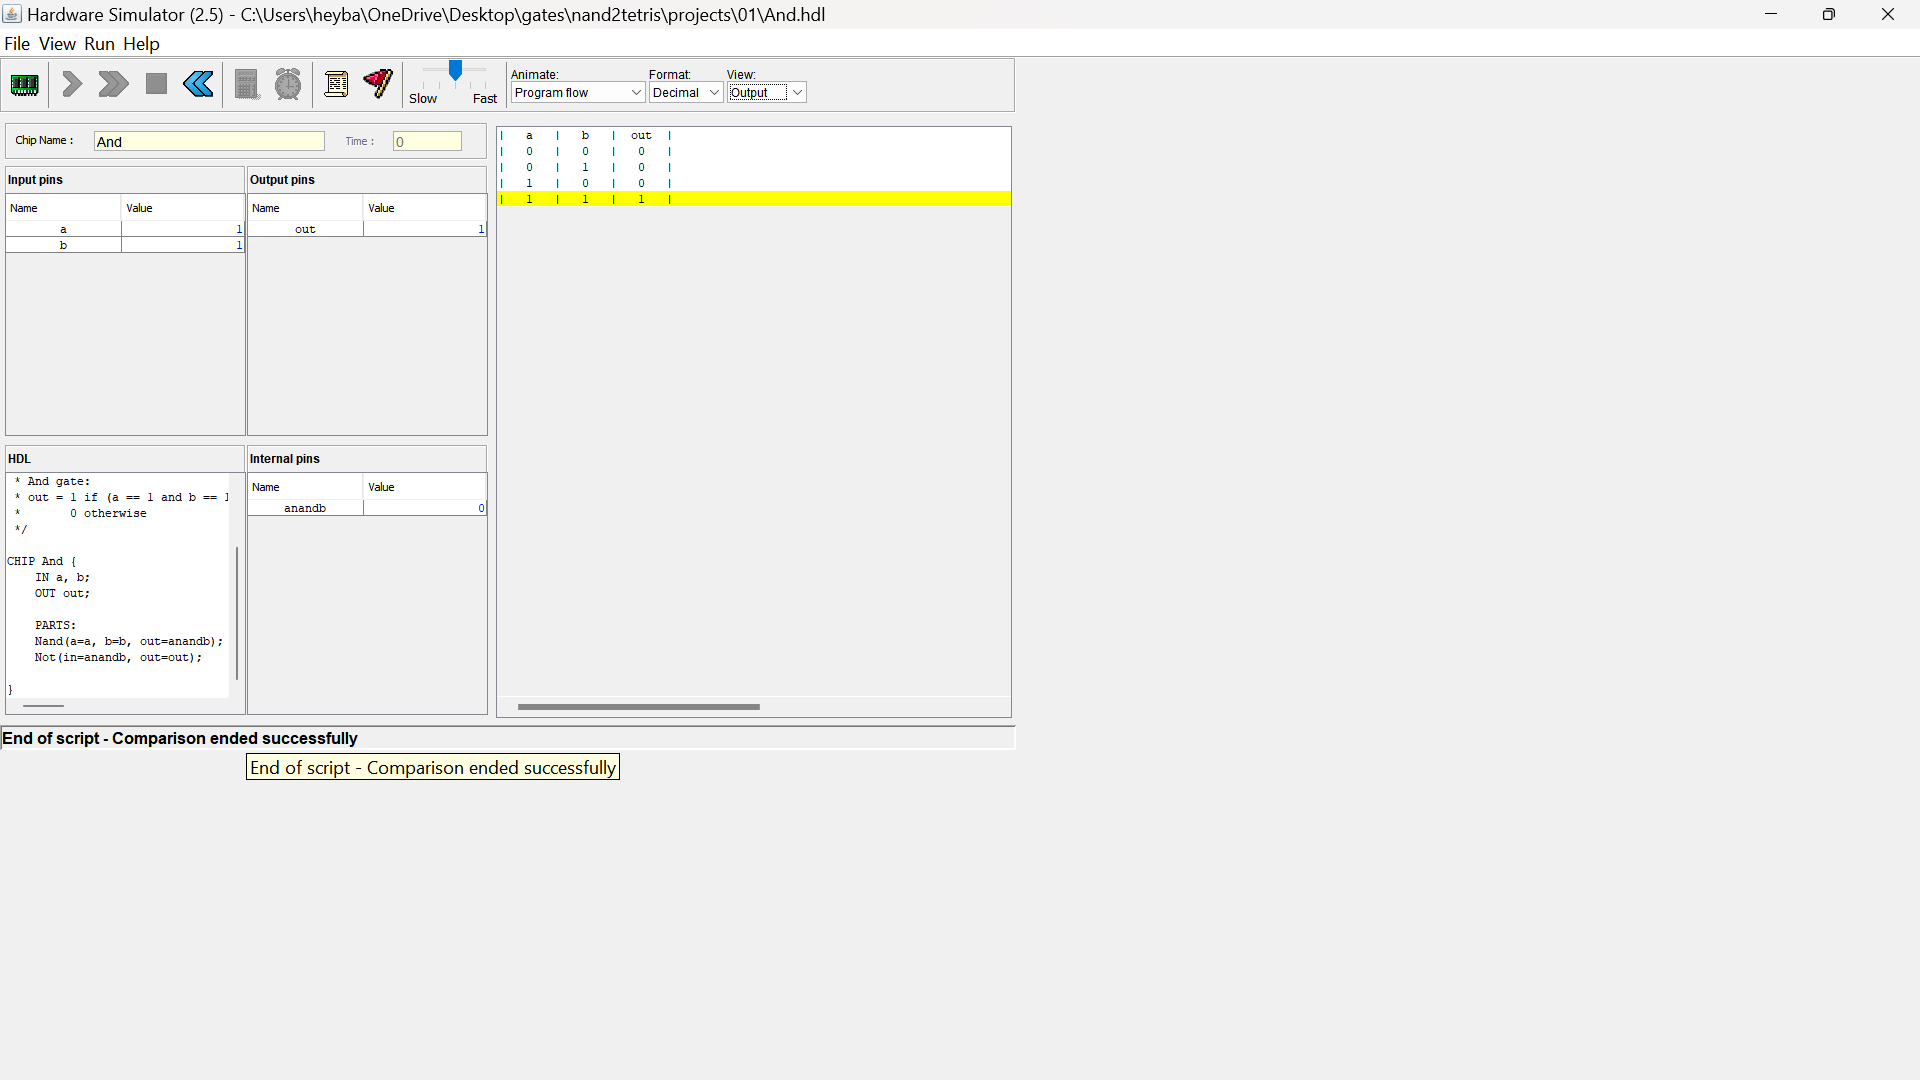 Hardware Simulator (2.5) - C:\Users\heyba\OneDrive\Desktop\gates\nand2tetris\projects\01\And.hdl
File View Run Help
Slow Fast
Animate: Format: View:
Program flow Decimal Output
Chip Name : And Time : 0
Input pins
Name Value
a 1
b 1
Output pins
Name Value
out 1
HDL
* And gate:
* out = 1 if (a == 1 and b == 1
* 0 otherwise
*/
CHIP And {
IN a, b;
OUT out;
PARTS:
Nand(a=a, b=b, out=anandb);
Not(in=anandb, out=out);
}
Internal pins
Name Value
anandb 0
| a | b | out |
| 0 | 0 | 0 |
| 0 | 1 | 0 |
| 1 | 0 | 0 |
| 1 | 1 | 1 |
End of script - Comparison ended successfully
End of script - Comparison ended successfully